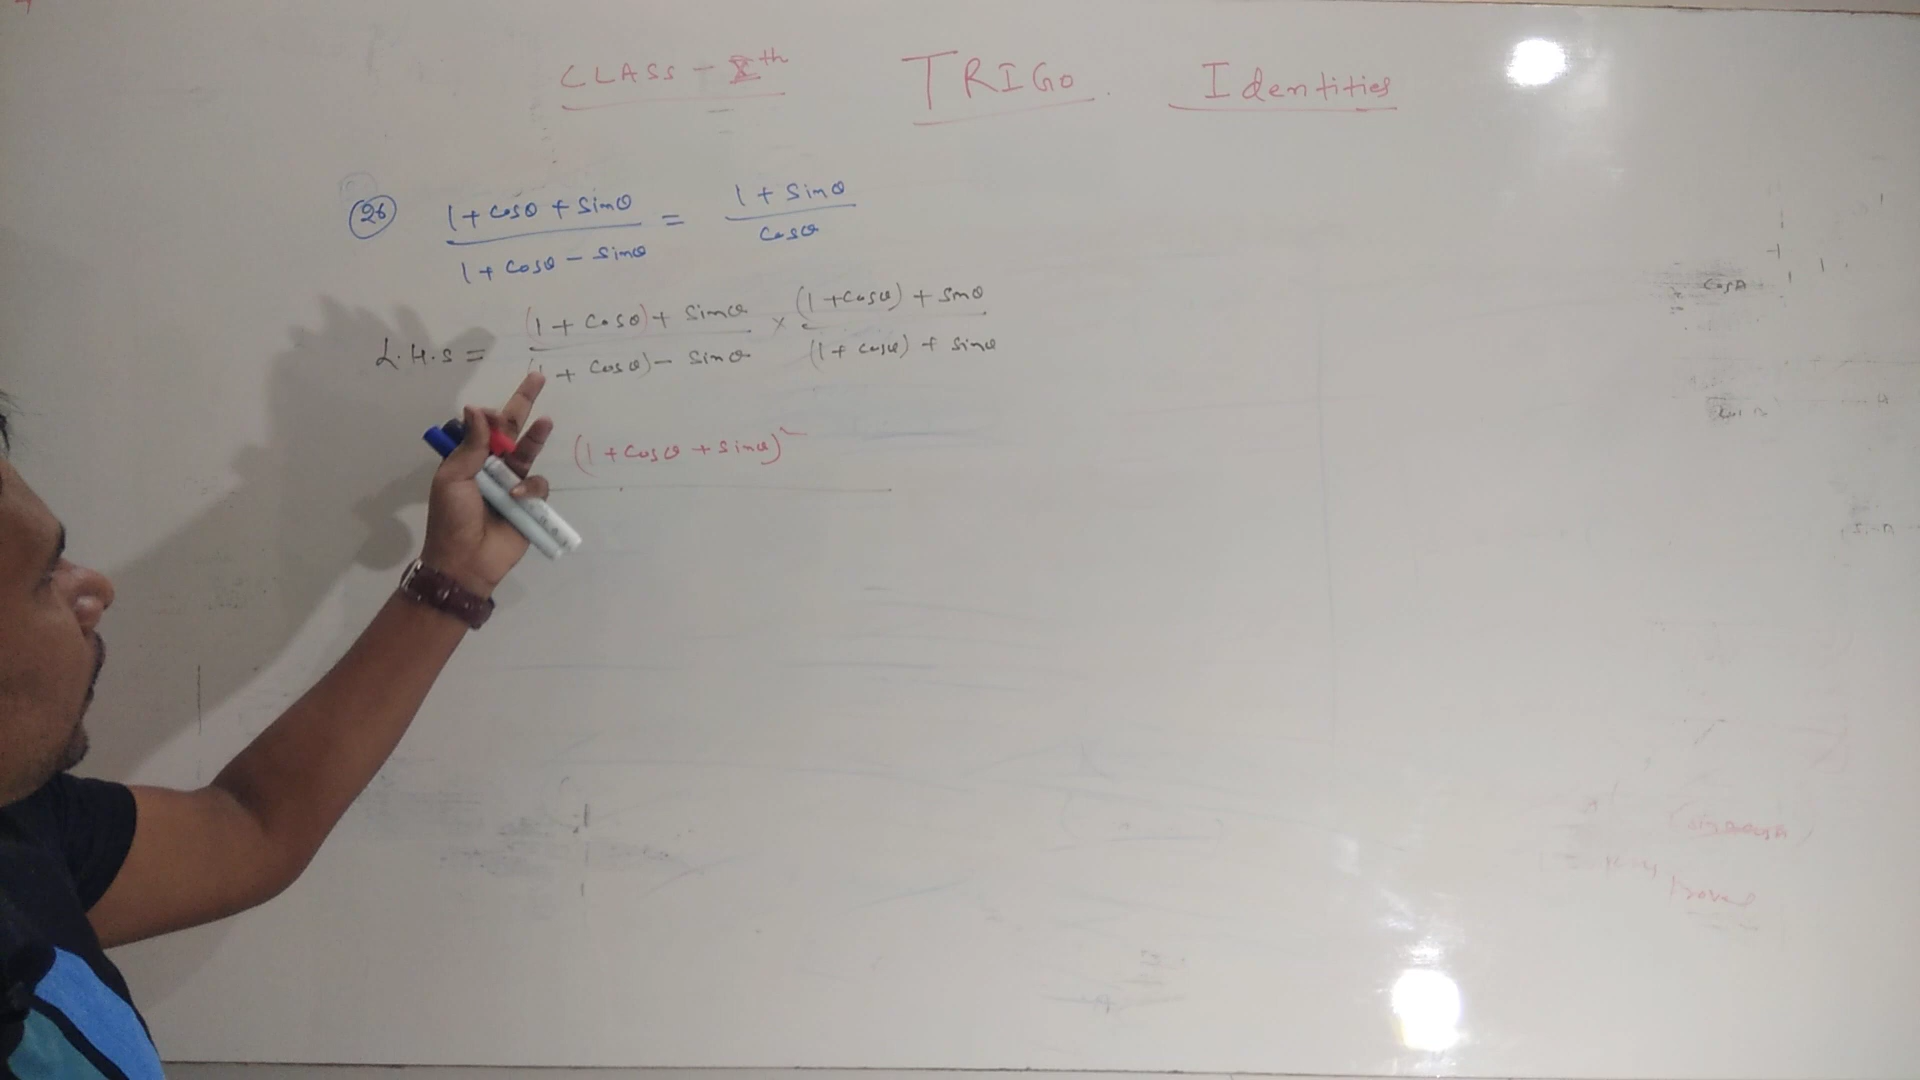 CLASS - Xth TRIGO. Identities
(26) 1 + cosθ + sinθ / 1 + cosθ - sinθ = 1 + sinθ / cosθ
L.H.S = (1 + cosθ) + sinθ / (1 + cosθ) - sinθ × (1 + cosθ) + sinθ / (1 + cosθ) + sinθ
(1 + cosθ + sinθ)²
CosA